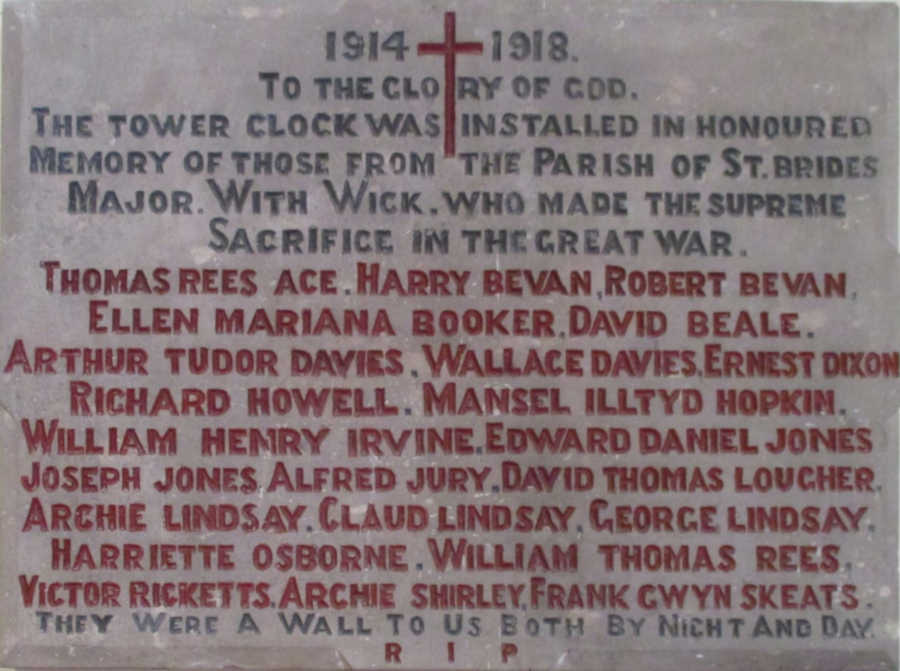 1914 1918.
TO THE GLORY OF GOD.
THE TOWER CLOCK WAS INSTALLED IN HONOURED
MEMORY OF THOSE FROM THE PARISH OF ST. BRIDES
MAJOR. WITH WICK. WHO MADE THE SUPREME
SACRIFICE IN THE GREAT WAR.
THOMAS REES ACE. HARRY BEVAN, ROBERT BEVAN,
ELLEN MARIANA BOOKER. DAVID BEALE.
ARTHUR TUDOR DAVIES. WALLACE DAVIES. ERNEST DIXON
RICHARD HOWELL. MANSEL ILLTYD HOPKIN.
WILLIAM HENRY IRVINE. EDWARD DANIEL JONES
JOSEPH JONES. ALFRED JURY. DAVID THOMAS LOUGHER.
ARCHIE LINDSAY. CLAUD LINDSAY. GEORGE LINDSAY.
HARRIETTE OSBORNE. WILLIAM THOMAS REES.
VICTOR RICKETTS. ARCHIE SHIRLEY. FRANK GWYN SKEATS.
THEY WERE A WALL TO US BOTH BY NIGHT AND DAY.
R I P